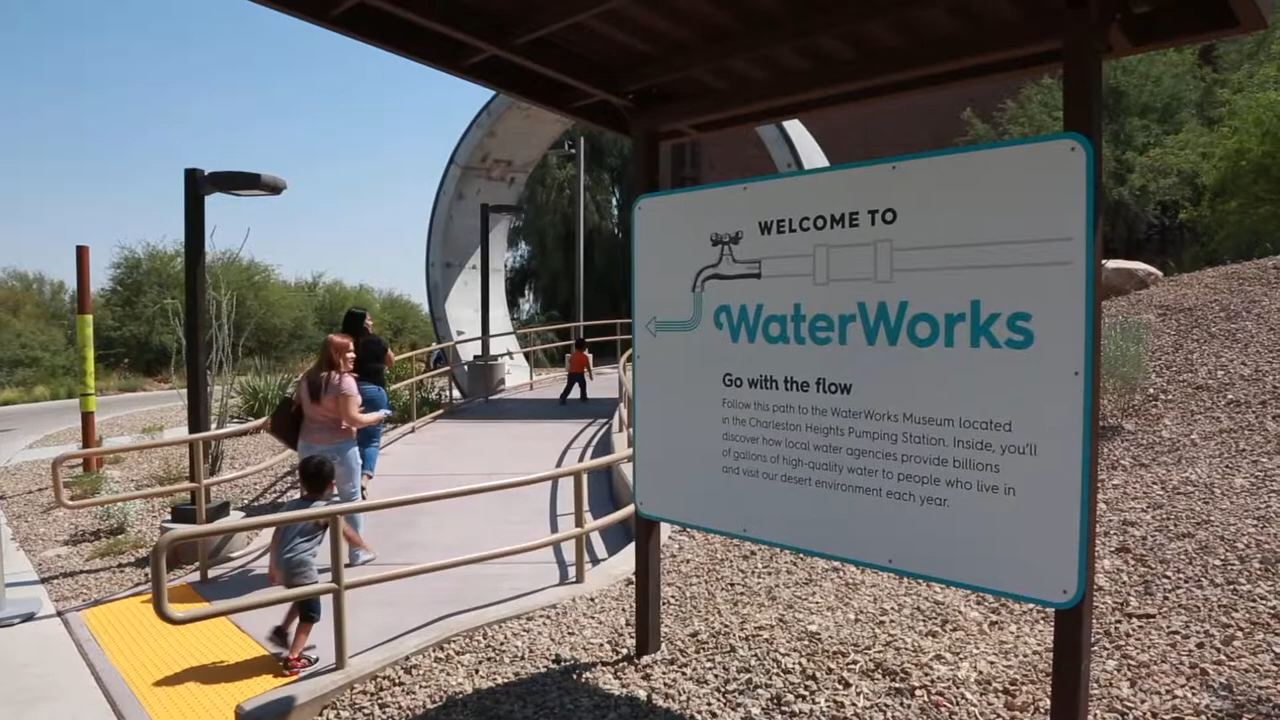 WELCOME TO
WaterWorks
Go with the flow
Follow this path to the WaterWorks Museum located
in the Charleston Heights Pumping Station. Inside, you'll
discover how local water agencies provide billions
of gallons of high-quality water to people who live in
and visit our desert environment each year.